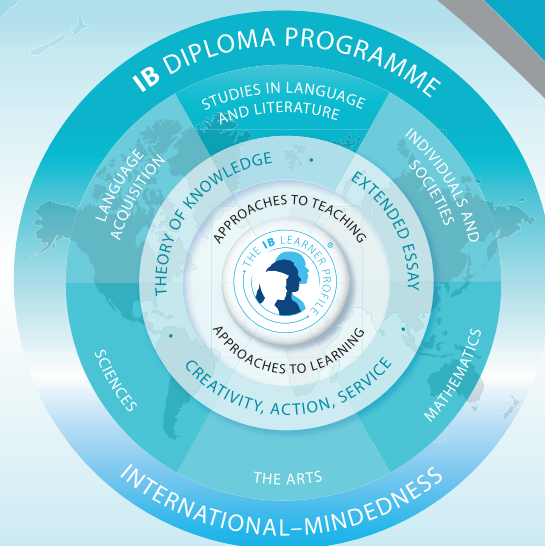 IB DIPLOMA PROGRAMME
STUDIES IN LANGUAGE
AND LITERATURE
LANGUAGE
ACQUISITION
INDIVIDUALS AND
SOCIETIES
THEORY OF KNOWLEDGE
EXTENDED ESSAY
APPROACHES TO TEACHING
THE IB LEARNER PROFILE
®
APPROACHES TO LEARNING
CREATIVITY, ACTION, SERVICE
SCIENCES
MATHEMATICS
THE ARTS
INTERNATIONAL–MINDEDNESS